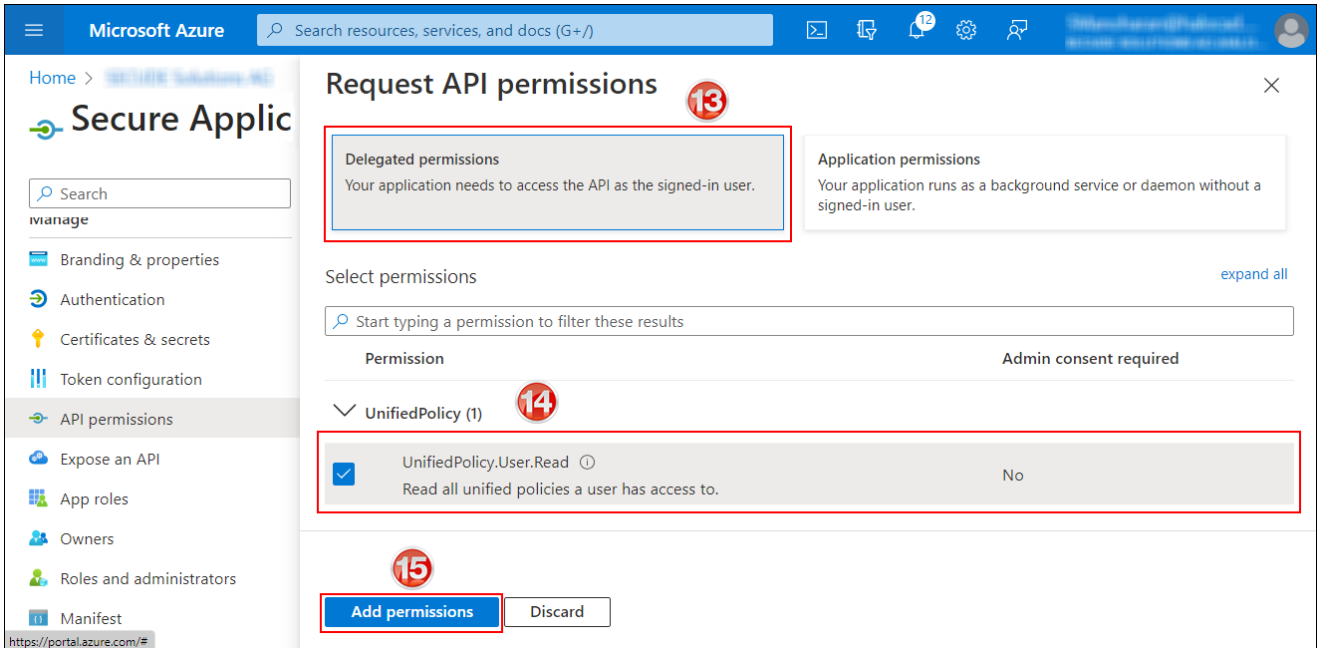 Microsoft Azure
Search resources, services, and docs (G+/)
12
Home >
Secure Applic
Search
Manage
Branding & properties
Authentication
Certificates & secrets
Token configuration
API permissions
Expose an API
App roles
Owners
Roles and administrators
Manifest
https://portal.azure.com/#
Request API permissions
13
Delegated permissions
Your application needs to access the API as the signed-in user.
Application permissions
Your application runs as a background service or daemon without a
signed-in user.
Select permissions
expand all
Start typing a permission to filter these results
Permission
Admin consent required
14
UnifiedPolicy (1)
UnifiedPolicy.User.Read
Read all unified policies a user has access to.
No
15
Add permissions
Discard